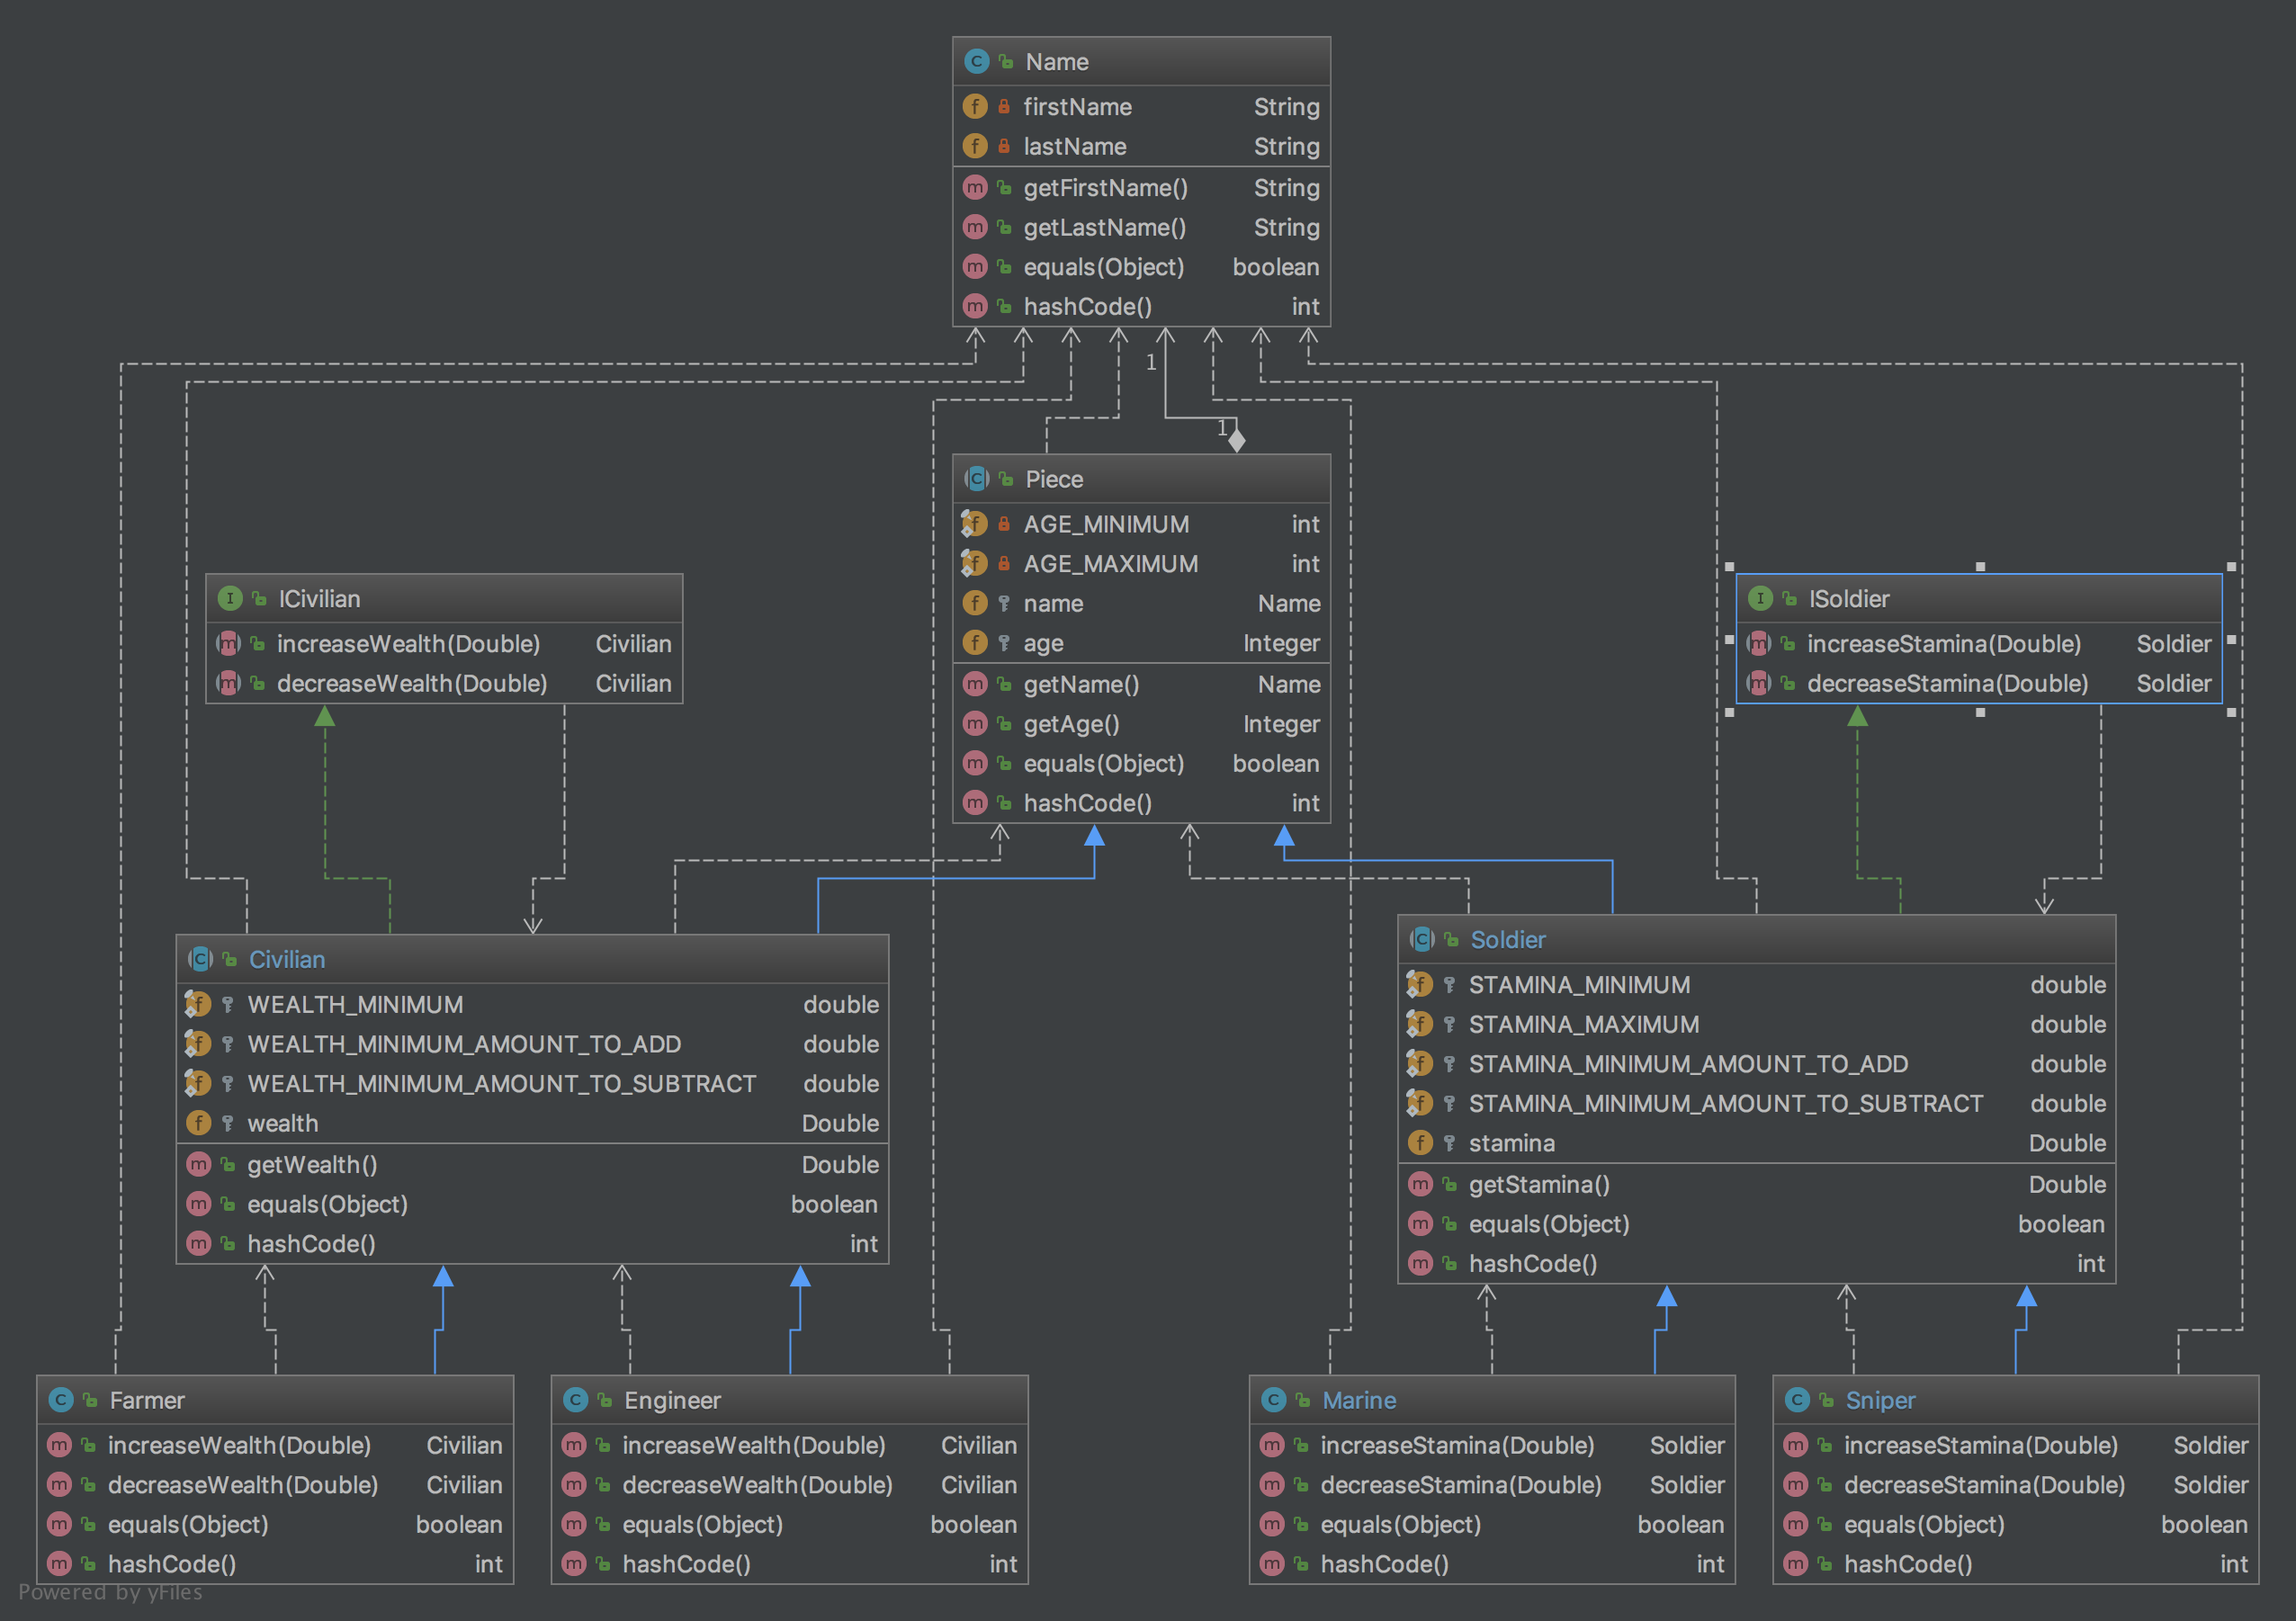 Name
firstName String
lastName String
getFirstName() String
getLastName() String
equals(Object) boolean
hashCode() int
1
1
Piece
AGE_MINIMUM int
AGE_MAXIMUM int
name Name
age Integer
getName() Name
getAge() Integer
equals(Object) boolean
hashCode() int
ICivilian
increaseWealth(Double) Civilian
decreaseWealth(Double) Civilian
ISoldier
increaseStamina(Double) Soldier
decreaseStamina(Double) Soldier
Civilian
WEALTH_MINIMUM double
WEALTH_MINIMUM_AMOUNT_TO_ADD double
WEALTH_MINIMUM_AMOUNT_TO_SUBTRACT double
wealth Double
getWealth() Double
equals(Object) boolean
hashCode() int
Soldier
STAMINA_MINIMUM double
STAMINA_MAXIMUM double
STAMINA_MINIMUM_AMOUNT_TO_ADD double
STAMINA_MINIMUM_AMOUNT_TO_SUBTRACT double
stamina Double
getStamina() Double
equals(Object) boolean
hashCode() int
Farmer
increaseWealth(Double) Civilian
decreaseWealth(Double) Civilian
equals(Object) boolean
hashCode() int
Engineer
increaseWealth(Double) Civilian
decreaseWealth(Double) Civilian
equals(Object) boolean
hashCode() int
Marine
increaseStamina(Double) Soldier
decreaseStamina(Double) Soldier
equals(Object) boolean
hashCode() int
Sniper
increaseStamina(Double) Soldier
decreaseStamina(Double) Soldier
equals(Object) boolean
hashCode() int
Powered by yFiles